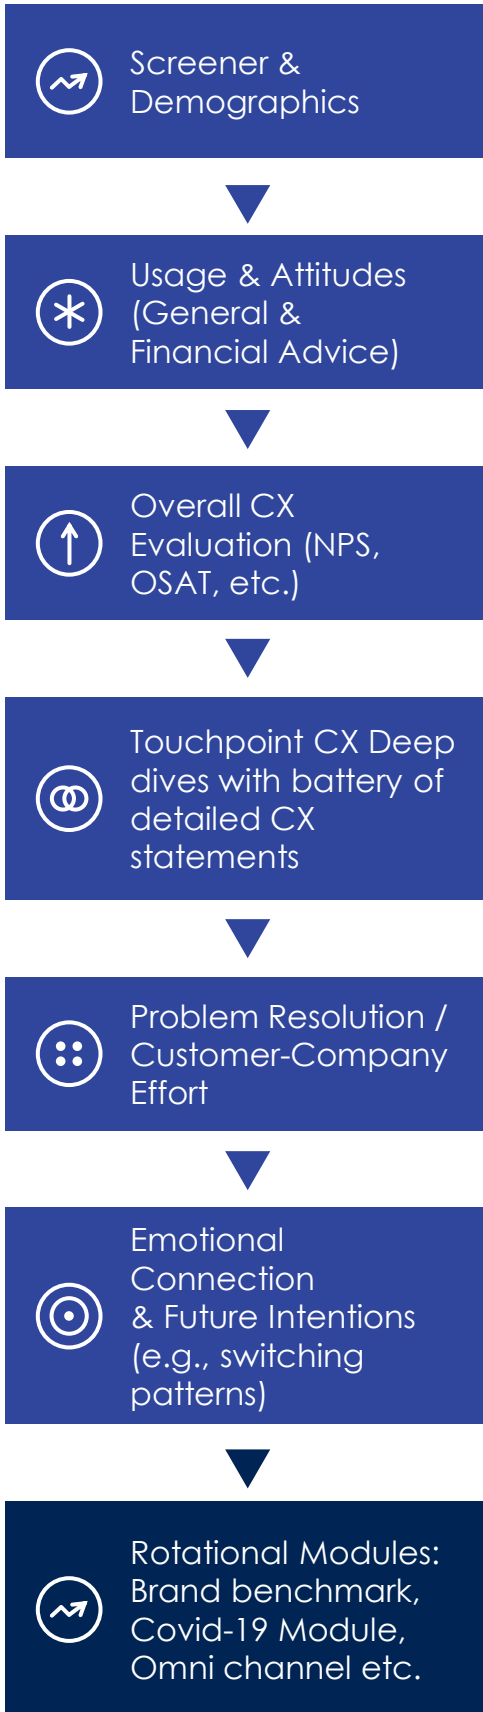 Screener &
Demographics
Usage & Attitudes
(General &
Financial Advice)
Overall CX
Evaluation (NPS,
OSAT, etc.)
Touchpoint CX Deep
dives with battery of
detailed CX
statements
Problem Resolution /
Customer-Company
Effort
Emotional
Connection
& Future Intentions
(e.g., switching
patterns)
Rotational Modules:
Brand benchmark,
Covid-19 Module,
Omni channel etc.